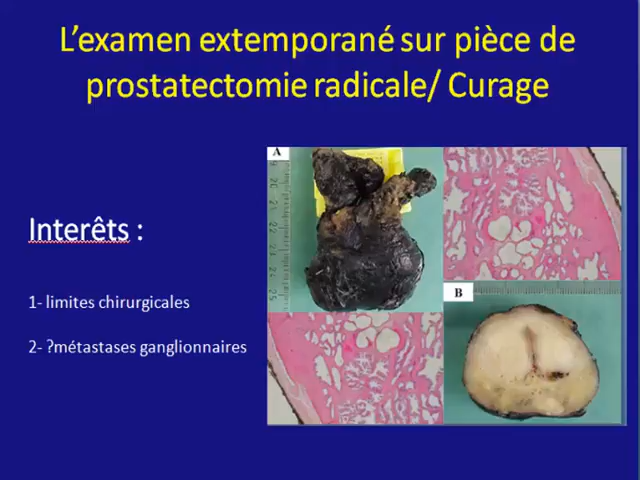 L’examen extemporané sur pièce de
prostatectomie radicale/ Curage
Interêts :
1- limites chirurgicales
2- ?métastases ganglionnaires
A
B